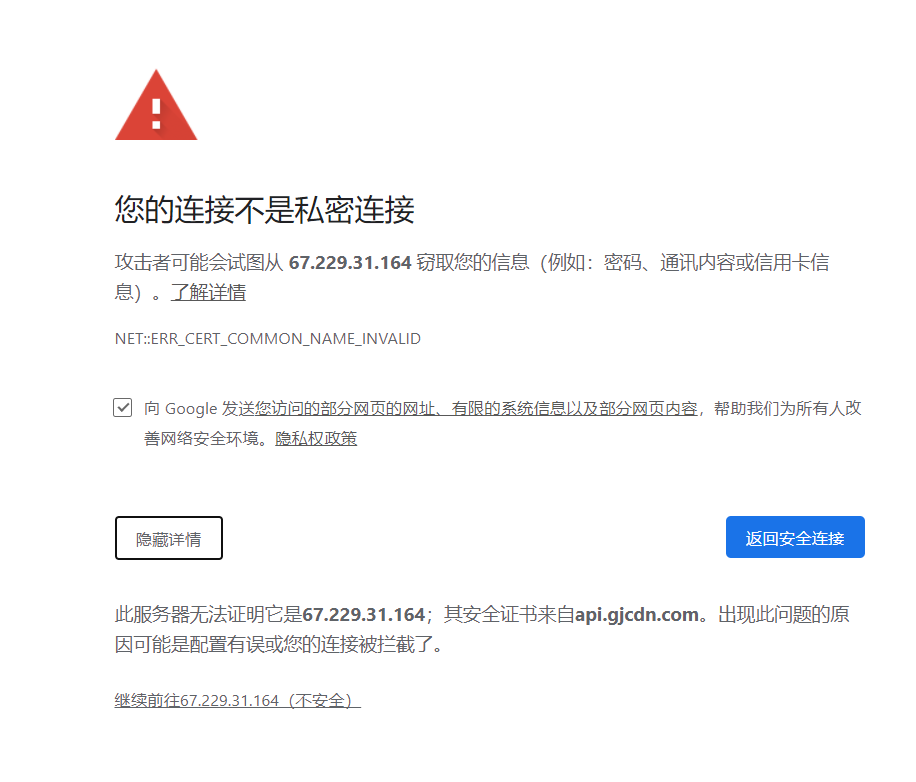 您的连接不是私密连接
攻击者可能会试图从 67.229.31.164 窃取您的信息（例如：密码、通讯内容或信用卡信
息）。了解详情
NET::ERR_CERT_COMMON_NAME_INVALID
向 Google 发送您访问的部分网页的网址、有限的系统信息以及部分网页内容，帮助我们为所有人改
善网络安全环境。隐私权政策
隐藏详情
返回安全连接
此服务器无法证明它是67.229.31.164；其安全证书来自api.gjcdn.com。出现此问题的原
因可能是配置有误或您的连接被拦截了。
继续前往67.229.31.164（不安全）